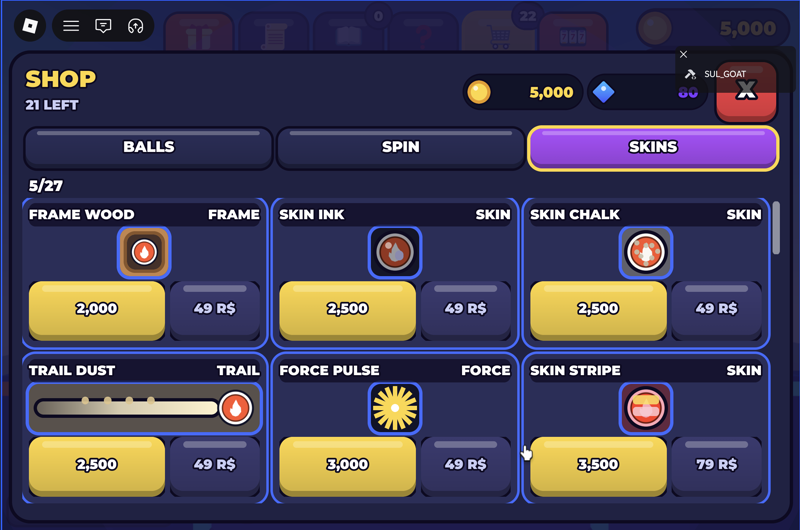 0
22
5,000
SUL_GOAT
SHOP
21 LEFT
5,000
80
X
BALLS
SPIN
SKINS
5/27
FRAME WOOD FRAME
SKIN INK SKIN
SKIN CHALK SKIN
2,000 49 R$
2,500 49 R$
2,500 49 R$
TRAIL DUST TRAIL
FORCE PULSE FORCE
SKIN STRIPE SKIN
2,500 49 R$
3,000 49 R$
3,500 79 R$